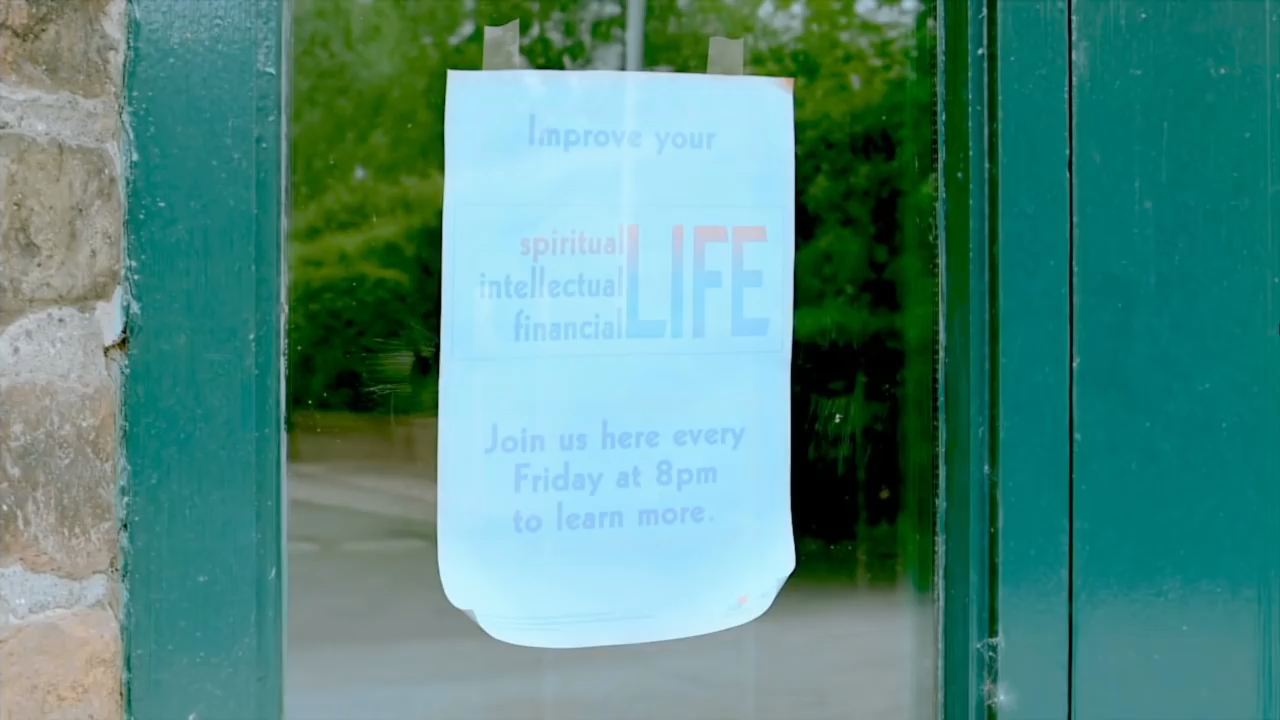 Improve your
spiritual
intellectual
financial
LIFE
Join us here every
Friday at 8pm
to learn more.